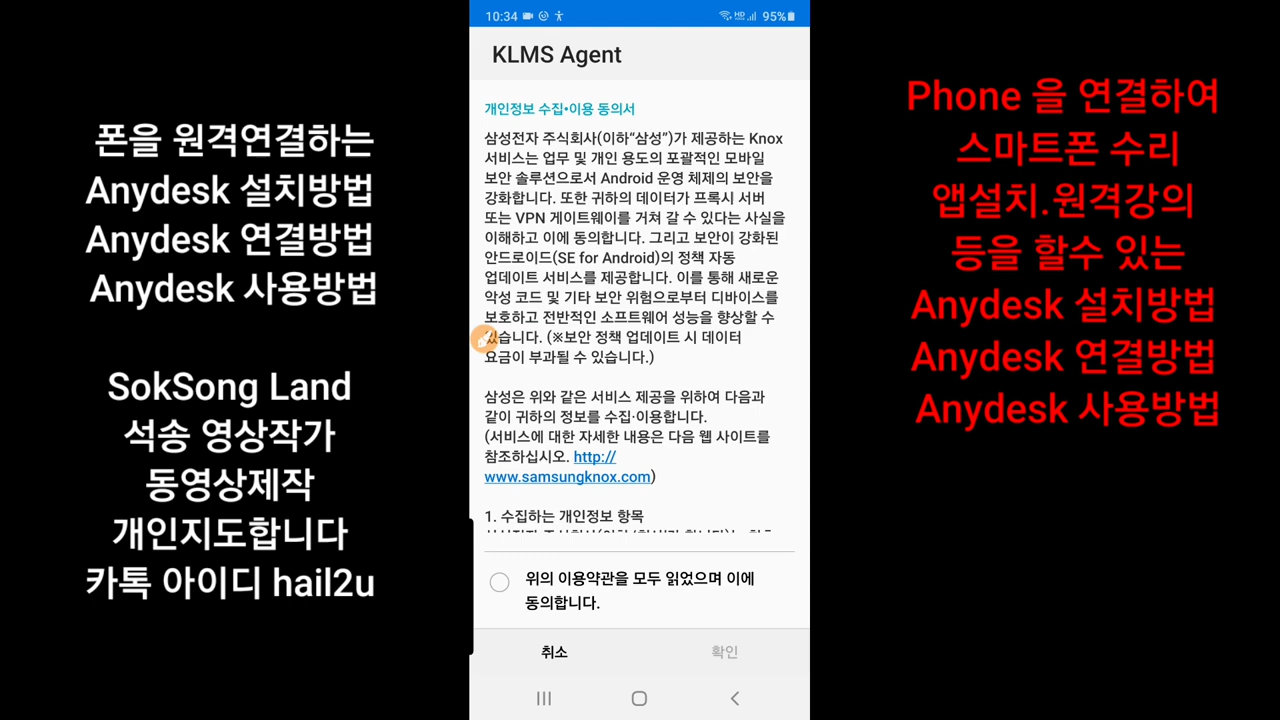 폰을 원격연결하는
Anydesk 설치방법
Anydesk 연결방법
Anydesk 사용방법
SokSong Land
석송 영상작가
동영상제작
개인지도합니다
카톡 아이디 hail2u
10:34
HD
95%
KLMS Agent
개인정보 수집•이용 동의서
삼성전자 주식회사(이하“삼성”)가 제공하는 Knox
서비스는 업무 및 개인 용도의 포괄적인 모바일
보안 솔루션으로서 Android 운영 체제의 보안을
강화합니다. 또한 귀하의 데이터가 프록시 서버
또는 VPN 게이트웨이를 거쳐 갈 수 있다는 사실을
이해하고 이에 동의합니다. 그리고 보안이 강화된
안드로이드(SE for Android)의 정책 자동
업데이트 서비스를 제공합니다. 이를 통해 새로운
악성 코드 및 기타 보안 위험으로부터 디바이스를
보호하고 전반적인 소프트웨어 성능을 향상할 수
있습니다. (※보안 정책 업데이트 시 데이터
요금이 부과될 수 있습니다.)
삼성은 위와 같은 서비스 제공을 위하여 다음과
같이 귀하의 정보를 수집·이용합니다.
(서비스에 대한 자세한 내용은 다음 웹 사이트를
참조하십시오. http://
www.samsungknox.com)
1. 수집하는 개인정보 항목
위의 이용약관을 모두 읽었으며 이에
동의합니다.
취소
확인
Phone 을 연결하여
스마트폰 수리
앱설치.원격강의
등을 할수 있는
Anydesk 설치방법
Anydesk 연결방법
Anydesk 사용방법